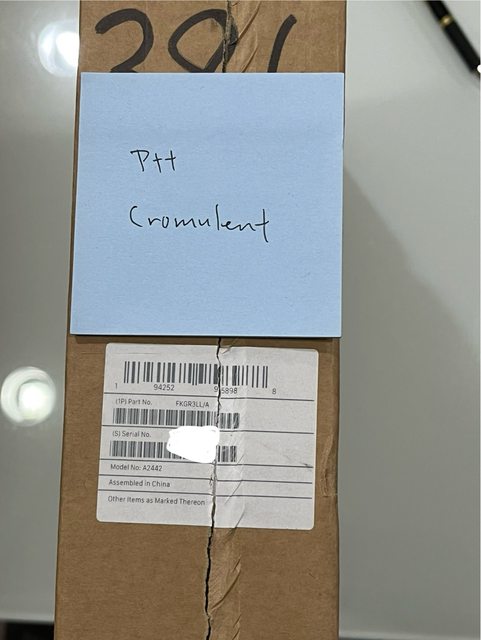 Ptt
Cromulent
1 94252 95898 8
(1P) Part No. FKGR3LL/A
(S) Serial No.
Model No: A2442
Assembled in China
Other Items as Marked Thereon